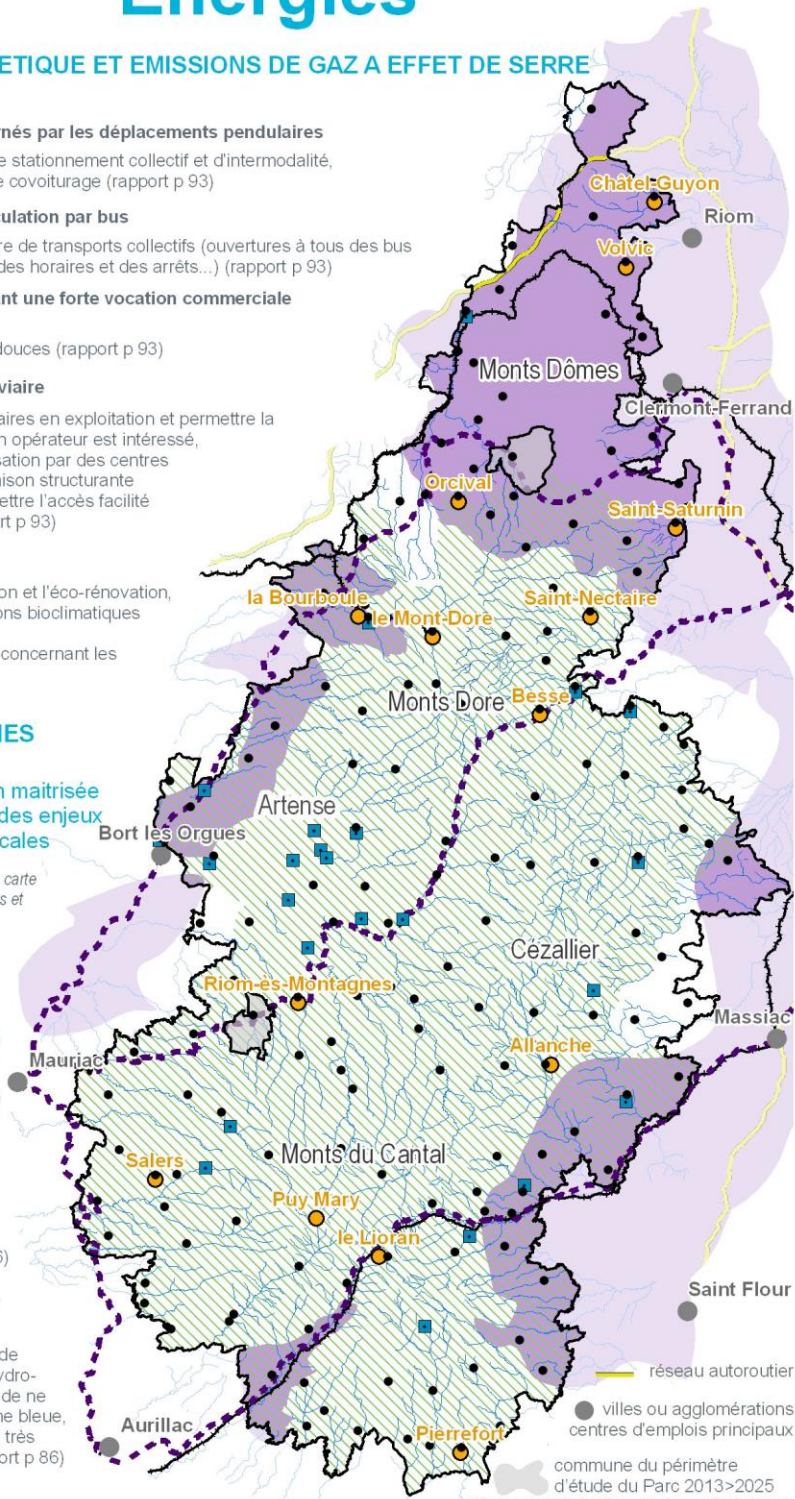 Energies
ETIQUE ET EMISSIONS DE GAZ A EFFET DE SERRE
nés par les déplacements pendulaires
e stationnement collectif et d'intermodalité,
e covoiturage (rapport p 93)
culation par bus
re de transports collectifs (ouvertures à tous des bus
des horaires et des arrêts...) (rapport p 93)
ant une forte vocation commerciale
douces (rapport p 93)
viaire
aires en exploitation et permettre la
n opérateur est intéressé,
sation par des centres
aison structurante
ettre l'accès facilité
rt p 93)
on et l'éco-rénovation,
ons bioclimatiques
concernant les
IES
n maitrisée
des enjeux
cales
carte
s et
6)
de
ydro-
de ne
ne bleue,
très
ort p 86)
Châtel-Guyon
Riom
Volvic
Monts Dômes
Clermont-Ferrand
Orcival
Saint-Saturnin
la Bourboule
le Mont-Dore
Saint-Nectaire
Monts Dore
Besse
Artense
Bort les Orgues
Cézallier
Riom-ès-Montagnes
Massiac
Mauriac
Allanche
Monts du Cantal
Salers
Puy Mary
le Lioran
Saint Flour
Aurillac
Pierrefort
réseau autoroutier
villes ou agglomérations
centres d'emplois principaux
commune du périmètre
d'étude du Parc 2013>2025